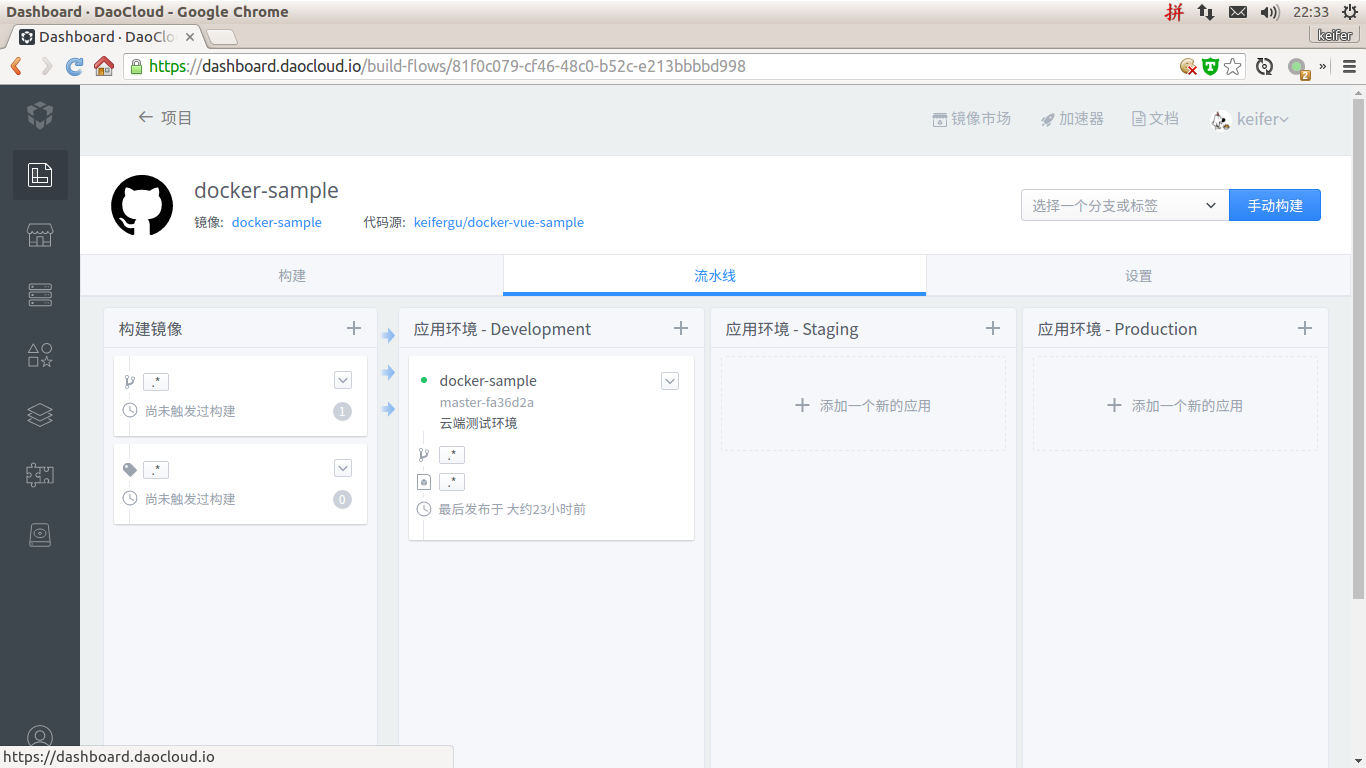 Dashboard · DaoCloud - Google Chrome
拼
22:33
Dashboard · DaoClo
keifer
https://dashboard.daocloud.io/build-flows/81f0c079-cf46-48c0-b52c-e213bbbbd998
2
»
项目
镜像市场
加速器
文档
keifer
docker-sample
镜像: docker-sample
代码源: keifergu/docker-vue-sample
选择一个分支或标签
手动构建
构建
流水线
设置
构建镜像
.*
尚未触发过构建
1
.*
尚未触发过构建
0
应用环境 - Development
docker-sample
master-fa36d2a
云端测试环境
.*
.*
最后发布于 大约23小时前
应用环境 - Staging
添加一个新的应用
应用环境 - Production
添加一个新的应用
https://dashboard.daocloud.io